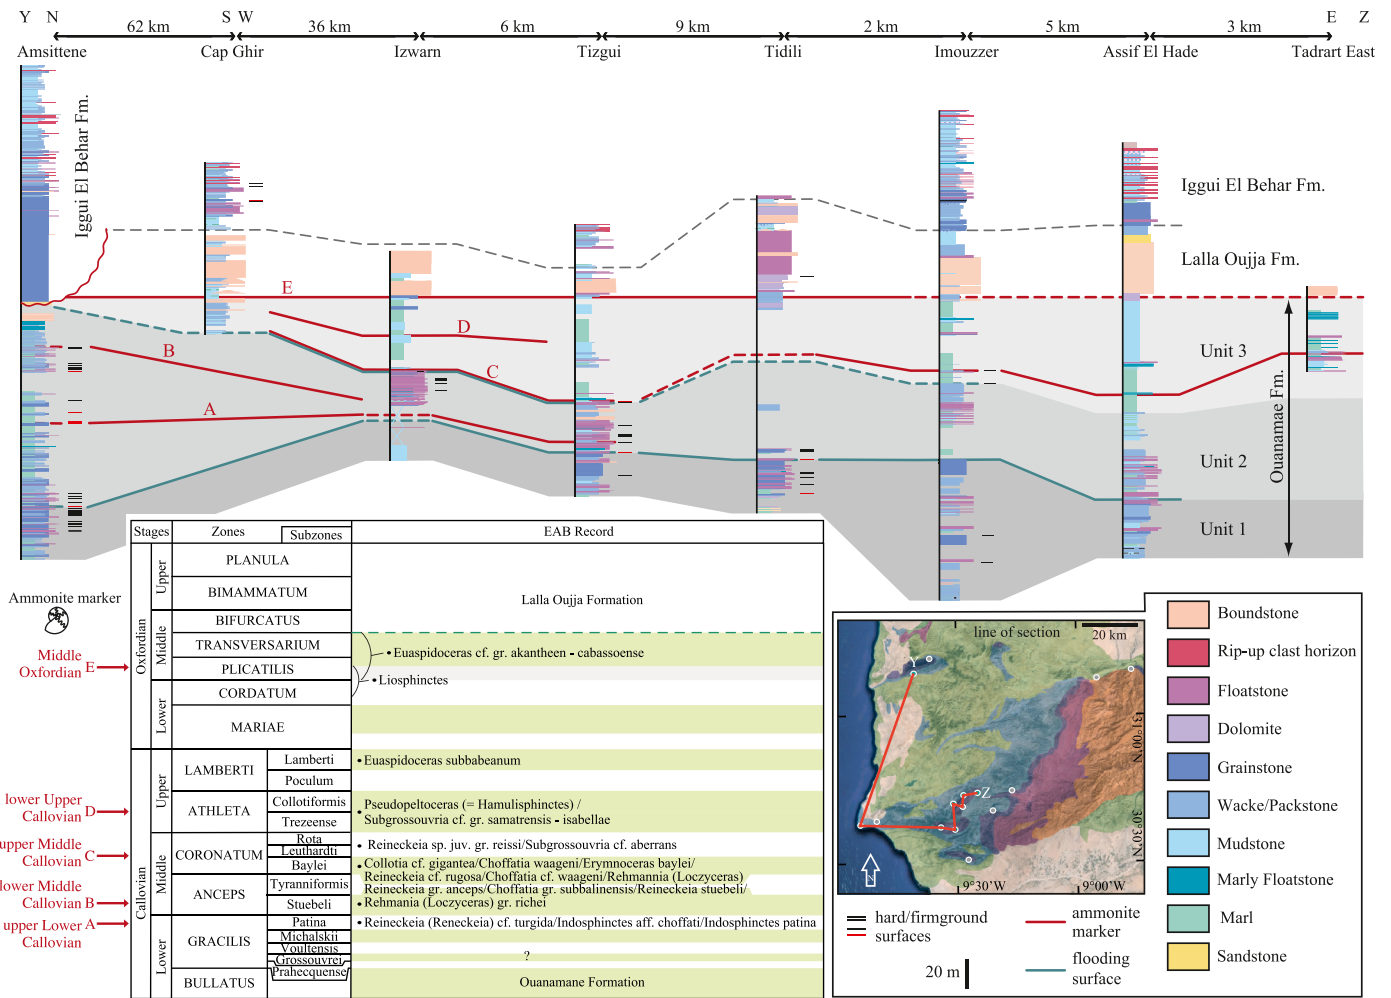 Y N S W E Z
62 km 36 km 6 km 9 km 2 km 5 km 3 km
Amsittene Cap Ghir Izwarn Tizgui Tidili Imouzzer Assif El Hade Tadrart East
Iggui El Behar Fm.
Iggui El Behar Fm.
Lalla Oujja Fm.
E
D
B
C
A
Unit 3
Unit 2
Unit 1
Ouanamae Fm.
Stages Zones Subzones EAB Record
Oxfordian
Upper
PLANULA
BIMAMMATUM
Lalla Oujja Formation
Middle
BIFURCATUS
TRANSVERSARIUM
• Euaspidoceras cf. gr. akantheen - cabassoense
PLICATILIS
• Liosphinctes
Lower
CORDATUM
MARIAE
Callovian
Upper
LAMBERTI
Lamberti
• Euaspidoceras subbabeanum
Poculum
ATHLETA
Collotiformis
Trezeense
Pseudopeltoceras (= Hamulisphinctes) /
• Subgrossouvria cf. gr. samatrensis - isabellae
Middle
CORONATUM
Rota
Leuthardti
• Reineckeia sp. juv. gr. reissi/Subgrossouvria cf. aberrans
Baylei
• Collotia cf. gigantea/Choffatia waageni/Erymnoceras baylei/
Reineckeia cf. rugosa/Choffatia cf. waageni/Rehmannia (Loczyceras)
ANCEPS
Tyranniformis
Reineckeia gr. anceps/Choffatia gr. subbalinensis/Reineckeia stuebeli/
Stuebeli
• Rehmania (Loczyceras) gr. richei
Lower
GRACILIS
Patina
• Reineckeia (Reneckeia) cf. turgida/Indosphinctes aff. choffati/Indosphinctes patina
Michalskii
Voultensis
Grossouvrei
?
BULLATUS
Prahecquense
Ouanamane Formation
Ammonite marker
Middle
Oxfordian E
lower Upper
Callovian D
upper Middle
Callovian C
lower Middle
Callovian B
upper Lower A
Callovian
line of section
20 km
Y
Z
N
31°00'N
30°30'N
9°30'W
9°00'W
hard/firmground
surfaces
ammonite
marker
20 m
flooding
surface
Boundstone
Rip-up clast horizon
Floatstone
Dolomite
Grainstone
Wacke/Packstone
Mudstone
Marly Floatstone
Marl
Sandstone